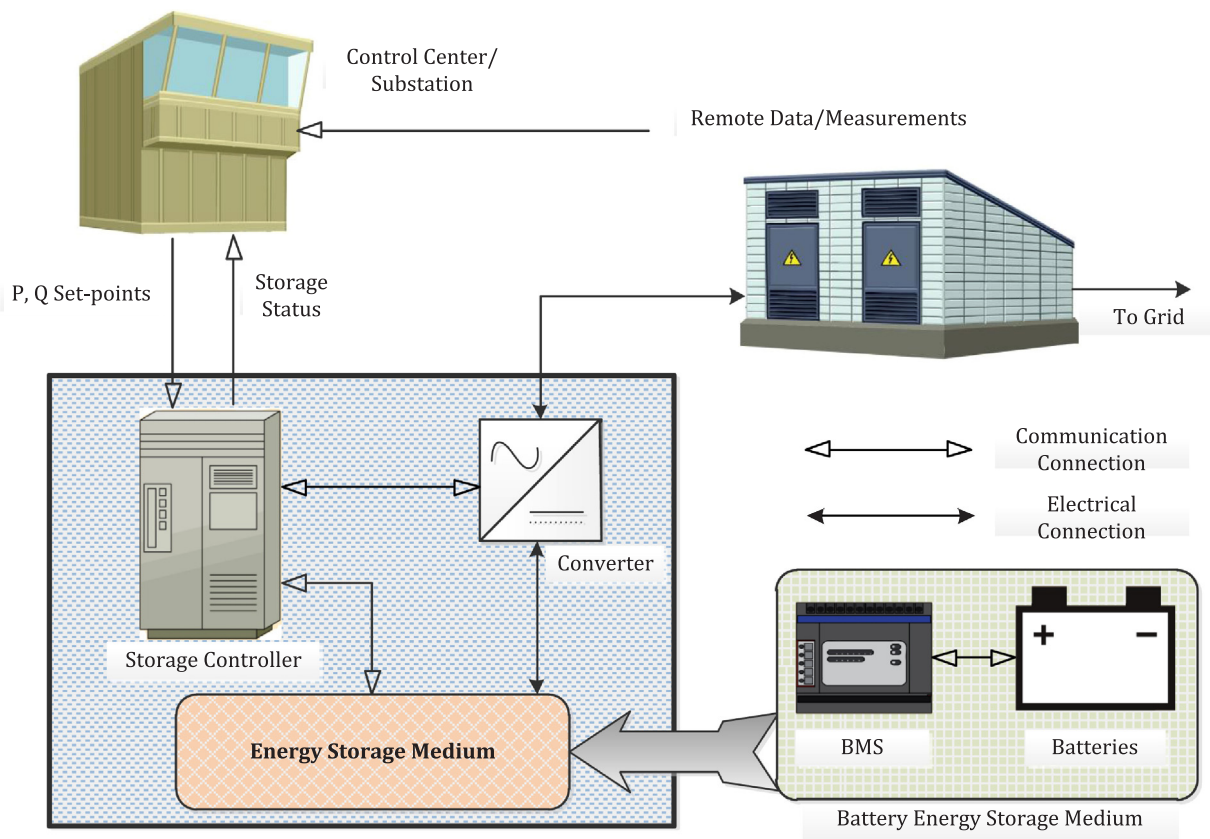 Control Center/
Substation
Remote Data/Measurements
P, Q Set-points
Storage
Status
To Grid
Communication
Connection
Electrical
Connection
Converter
Storage Controller
Energy Storage Medium
BMS
Batteries
Battery Energy Storage Medium